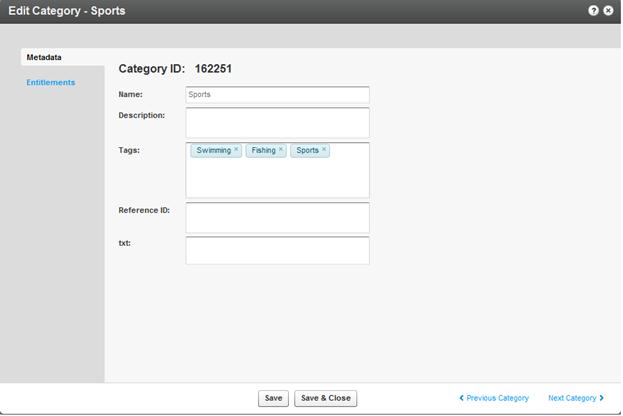 Edit Category - Sports
Metadata
Entitlements
Category ID: 162251
Name: Sports
Description:
Tags: Swimming × Fishing × Sports ×
Reference ID:
txt:
Save Save & Close Previous Category Next Category